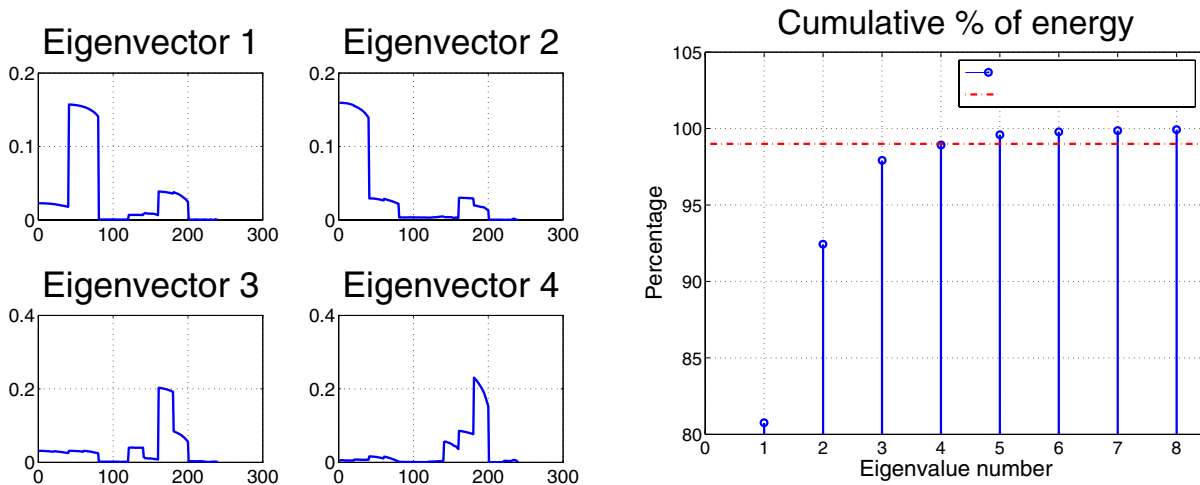 Eigenvector 1
0.2
0.1
0
0 100 200 300
Eigenvector 2
0.2
0.1
0
0 100 200 300
Eigenvector 3
0.4
0.2
0
0 100 200 300
Eigenvector 4
0.4
0.2
0
0 100 200 300
Cumulative % of energy
105
100
95
90
85
80
Percentage
0 1 2 3 4 5 6 7 8
Eigenvalue number